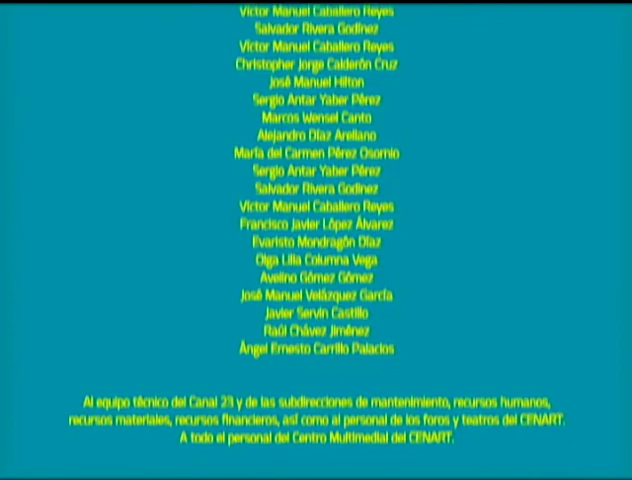 Víctor Manuel Caballero Reyes
Salvador Rivera Godínez
Víctor Manuel Caballero Reyes
Christopher Jorge Calderón Cruz
José Manuel Hilton
Sergio Antar Yaber Pérez
Marcos Wensel Canto
Alejandro Díaz Arellano
María del Carmen Pérez Osornio
Sergio Antar Yaber Pérez
Salvador Rivera Godínez
Víctor Manuel Caballero Reyes
Francisco Javier López Álvarez
Evaristo Mondragón Díaz
Olga Lilia Columna Vega
Avelino Gómez Gómez
José Manuel Velázquez García
Javier Servín Castillo
Raúl Chávez Jiménez
Ángel Ernesto Carrillo Palacios
Al equipo técnico del Canal 23 y de las subdirecciones de mantenimiento, recursos humanos,
recursos materiales, recursos financieros, así como al personal de los foros y teatros del CENART.
A todo el personal del Centro Multimedial del CENART.